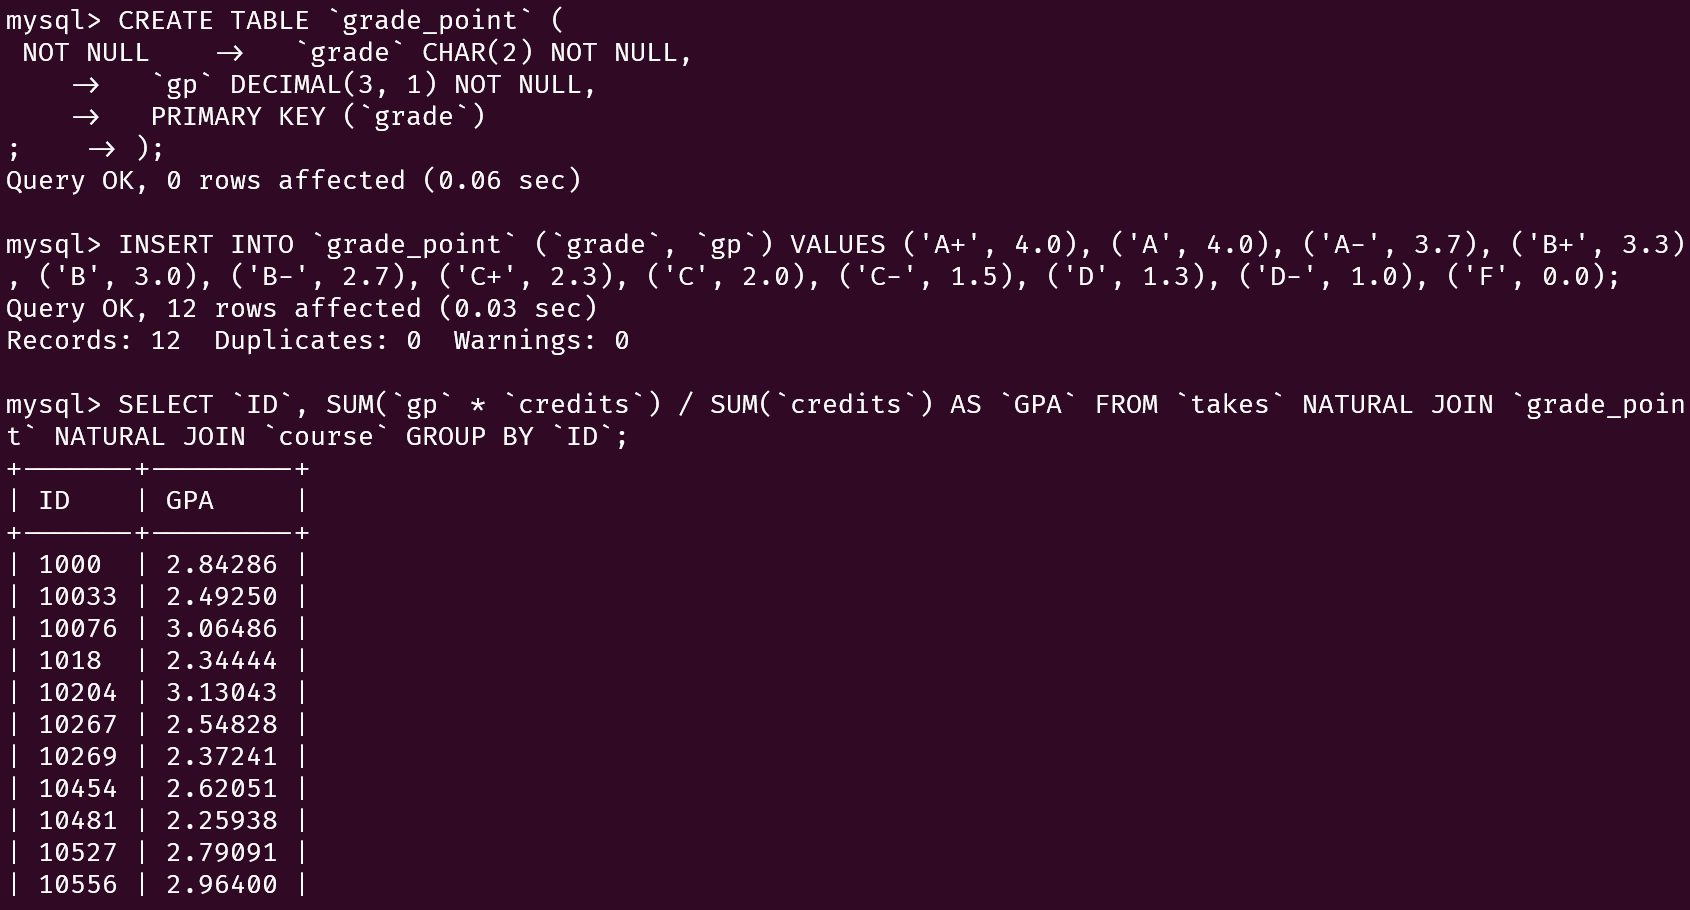 mysql> CREATE TABLE `grade_point` (
 NOT NULL    ->   `grade` CHAR(2) NOT NULL,
    ->   `gp` DECIMAL(3, 1) NOT NULL,
    ->   PRIMARY KEY (`grade`)
;    -> );
Query OK, 0 rows affected (0.06 sec)

mysql> INSERT INTO `grade_point` (`grade`, `gp`) VALUES ('A+', 4.0), ('A', 4.0), ('A-', 3.7), ('B+', 3.3)
, ('B', 3.0), ('B-', 2.7), ('C+', 2.3), ('C', 2.0), ('C-', 1.5), ('D', 1.3), ('D-', 1.0), ('F', 0.0);
Query OK, 12 rows affected (0.03 sec)
Records: 12  Duplicates: 0  Warnings: 0

mysql> SELECT `ID`, SUM(`gp` * `credits`) / SUM(`credits`) AS `GPA` FROM `takes` NATURAL JOIN `grade_poin
t` NATURAL JOIN `course` GROUP BY `ID`;
+-------+---------+
| ID    | GPA     |
+-------+---------+
| 1000  | 2.84286 |
| 10033 | 2.49250 |
| 10076 | 3.06486 |
| 1018  | 2.34444 |
| 10204 | 3.13043 |
| 10267 | 2.54828 |
| 10269 | 2.37241 |
| 10454 | 2.62051 |
| 10481 | 2.25938 |
| 10527 | 2.79091 |
| 10556 | 2.96400 |